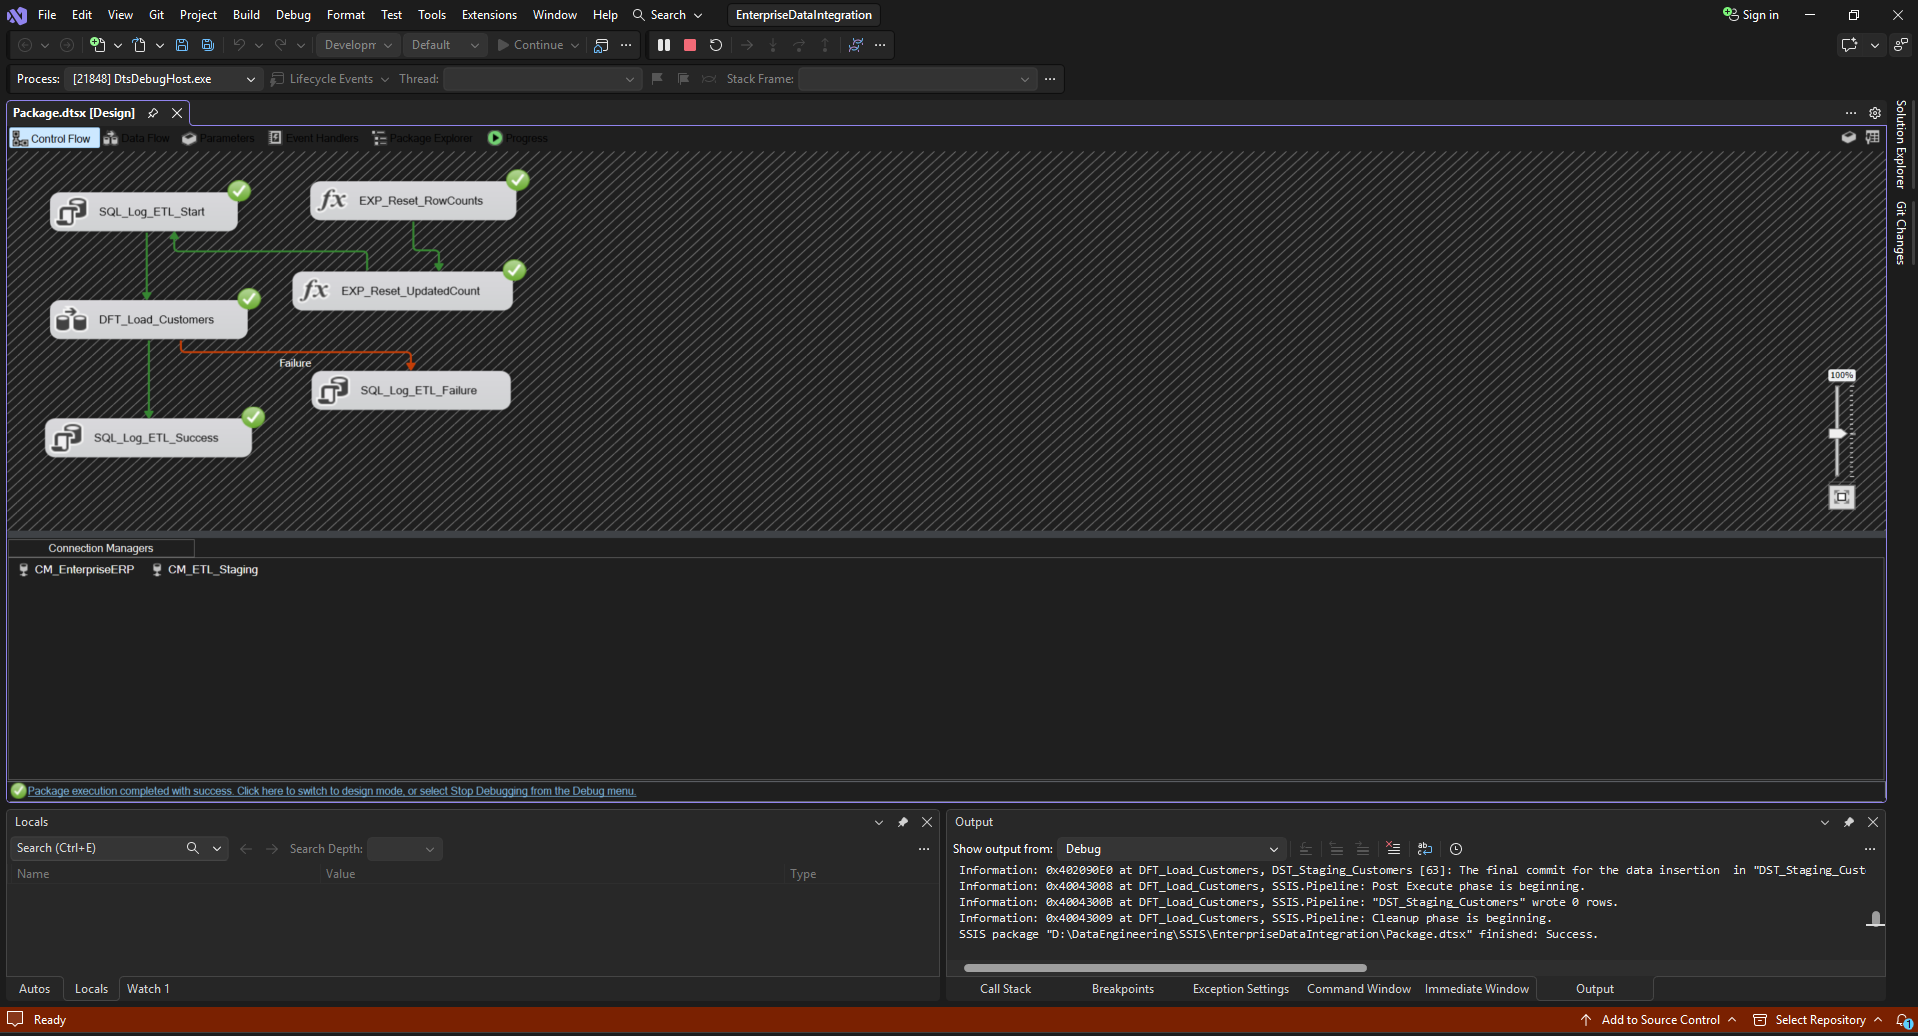 File Edit View Git Project Build Debug Format Test Tools Extensions Window Help Search EnterpriseDataIntegration Sign in
Developm Default Continue
Process: [21848] DtsDebugHost.exe Lifecycle Events Thread: Stack Frame:
Package.dtsx [Design]
Control Flow Data Flow Parameters Event Handlers Package Explorer Progress
Solution Explorer
Git Changes
EXP_Reset_RowCounts
SQL_Log_ETL_Start
EXP_Reset_UpdatedCount
DFT_Load_Customers
Failure
SQL_Log_ETL_Failure
SQL_Log_ETL_Success
100%
Connection Managers
CM_EnterpriseERP CM_ETL_Staging
Package execution completed with success. Click here to switch to design mode, or select Stop Debugging from the Debug menu.
Locals
Search (Ctrl+E) Search Depth:
Name Value Type
Autos Locals Watch 1
Output
Show output from: Debug
Information: 0x402090E0 at DFT_Load_Customers, DST_Staging_Customers [63]: The final commit for the data insertion  in "DST_Staging_Cust
Information: 0x40043008 at DFT_Load_Customers, SSIS.Pipeline: Post Execute phase is beginning.
Information: 0x4004300B at DFT_Load_Customers, SSIS.Pipeline: "DST_Staging_Customers" wrote 0 rows.
Information: 0x40043009 at DFT_Load_Customers, SSIS.Pipeline: Cleanup phase is beginning.
SSIS package "D:\DataEngineering\SSIS\EnterpriseDataIntegration\Package.dtsx" finished: Success.
Call Stack Breakpoints Exception Settings Command Window Immediate Window Output
Ready Add to Source Control Select Repository 1